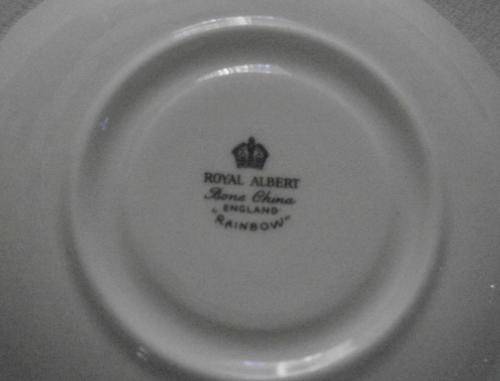 ROYAL ALBERT
Bone China
ENGLAND
"RAINBOW"